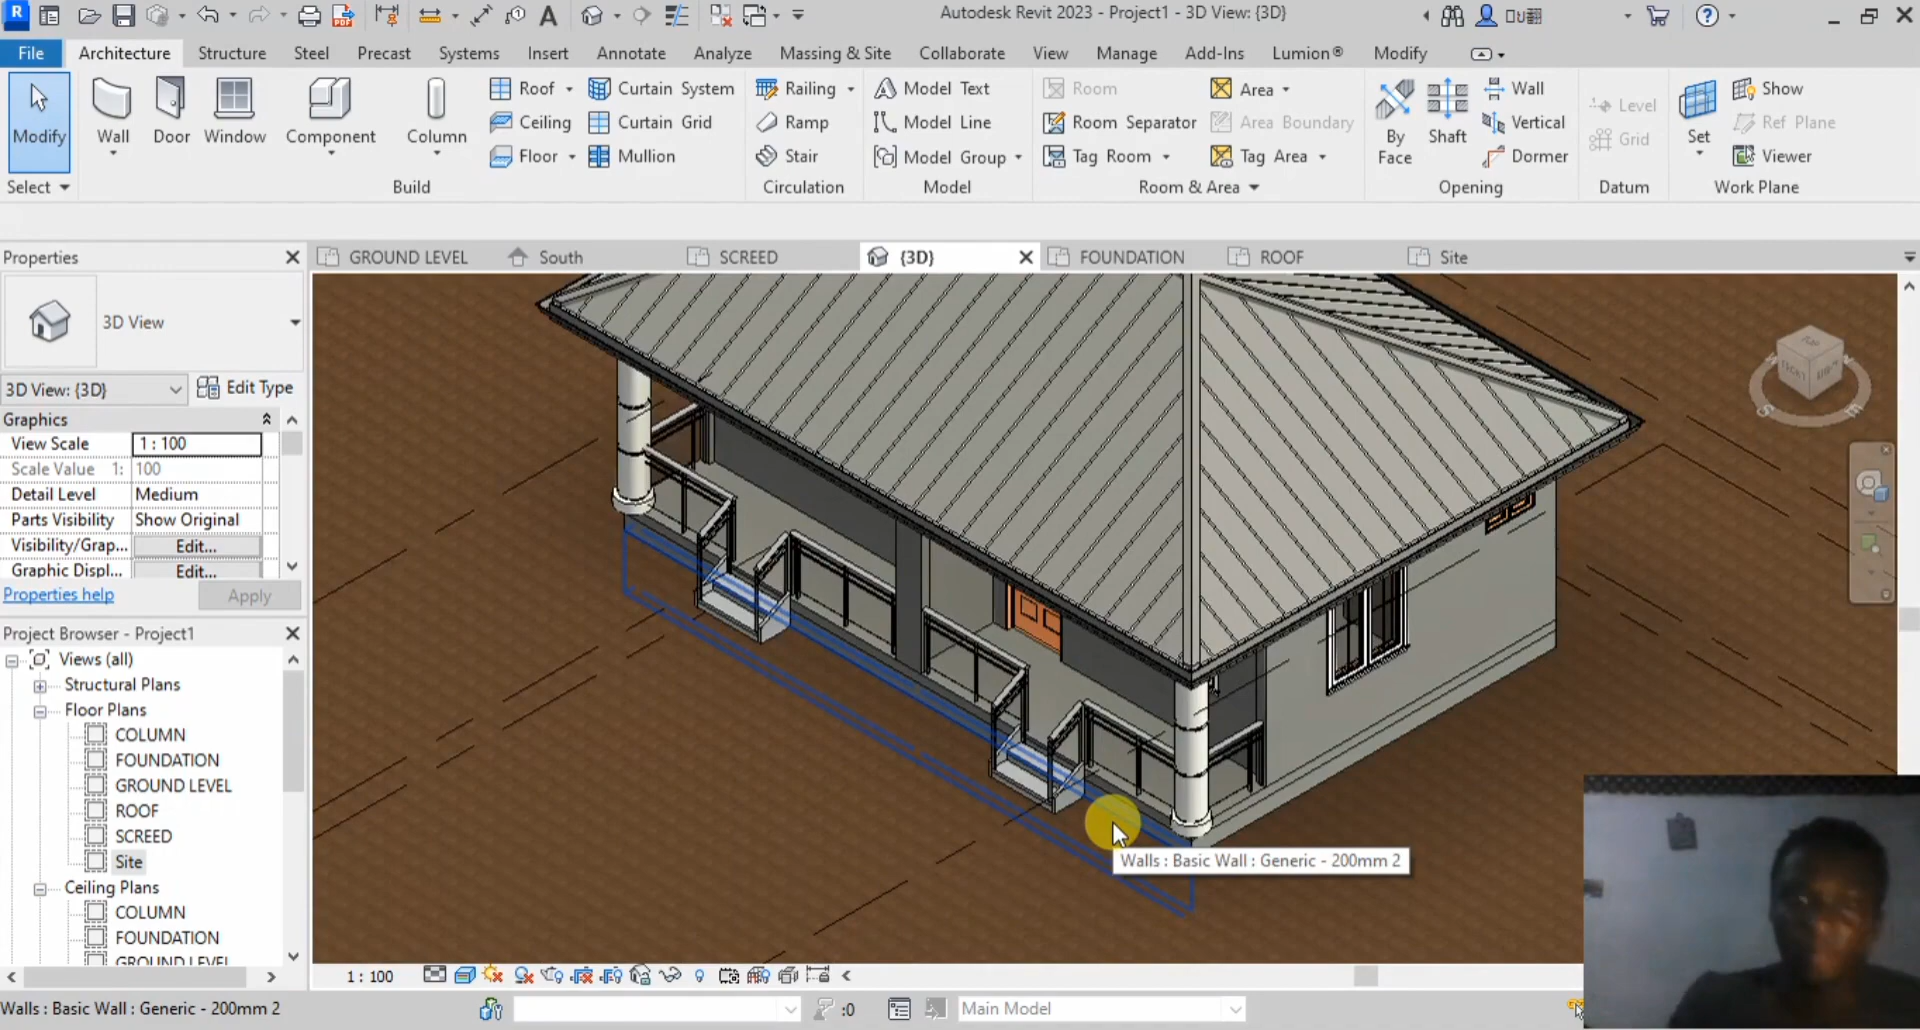 R
Autodesk Revit 2023 - Project1 - 3D View: {3D}
File Architecture Structure Steel Precast Systems Insert Annotate Analyze Massing & Site Collaborate View Manage Add-Ins Lumion® Modify
Modify Wall Door Window Component Column
Roof Curtain System
Ceiling Curtain Grid
Floor Mullion
Railing Model Text
Ramp Model Line
Stair Model Group
Room Area
Room Separator Area Boundary
Tag Room Tag Area
By Face Shaft
Wall
Vertical
Dormer
Level
Grid
Set
Show
Ref Plane
Viewer
Select Build Circulation Model Room & Area Opening Datum Work Plane
GROUND LEVEL South SCREED {3D} FOUNDATION ROOF Site
Properties
3D View
3D View: {3D} Edit Type
Graphics
View Scale 1 : 100
Scale Value 1: 100
Detail Level Medium
Parts Visibility Show Original
Visibility/Grap... Edit...
Graphic Displ... Edit...
Properties help Apply
Project Browser - Project1
Views (all)
Structural Plans
Floor Plans
COLUMN
FOUNDATION
GROUND LEVEL
ROOF
SCREED
Site
Ceiling Plans
COLUMN
FOUNDATION
GROUND LEVEL
Walls : Basic Wall : Generic - 200mm 2
1 : 100
Walls : Basic Wall : Generic - 200mm 2
:0
Main Model